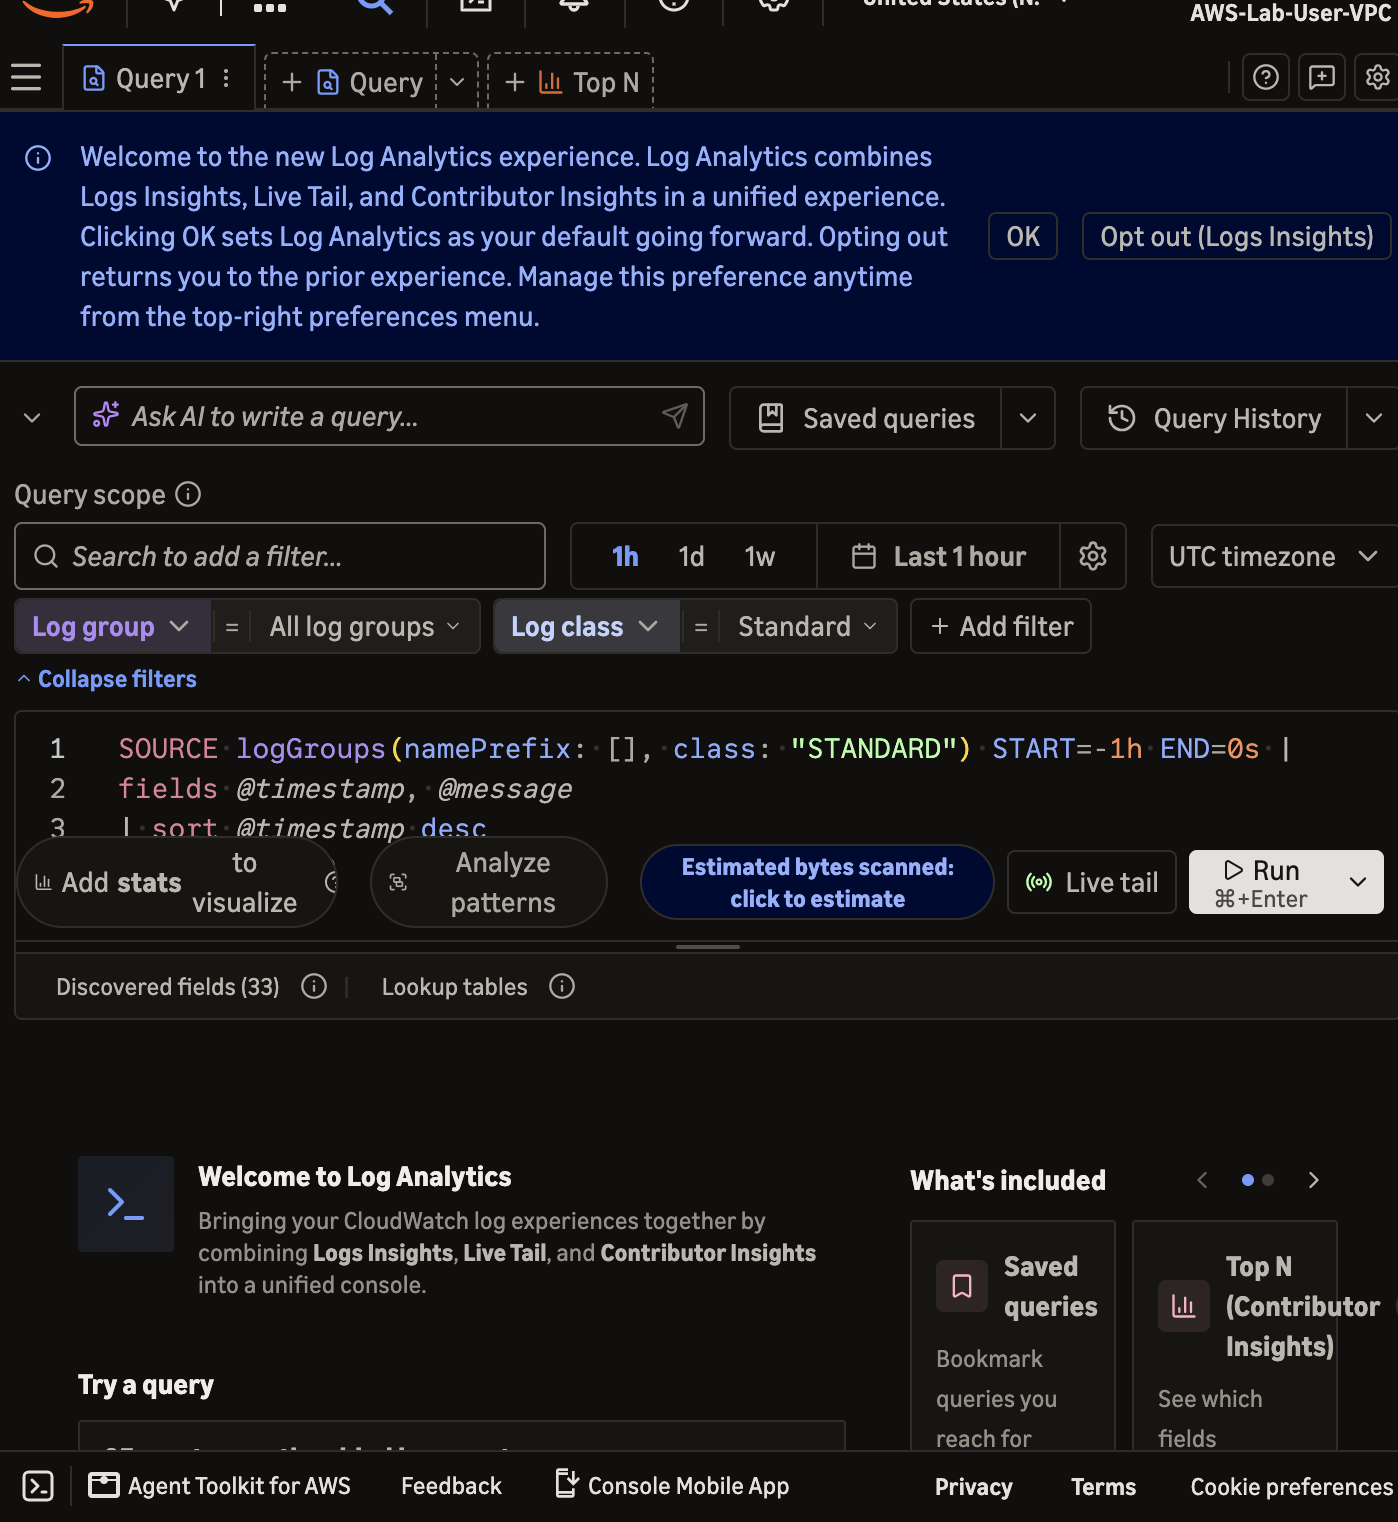 United States (N.
AWS-Lab-User-VPC
Query 1
+ Query
+ Top N
Welcome to the new Log Analytics experience. Log Analytics combines
Logs Insights, Live Tail, and Contributor Insights in a unified experience.
Clicking OK sets Log Analytics as your default going forward. Opting out
returns you to the prior experience. Manage this preference anytime
from the top-right preferences menu.
OK
Opt out (Logs Insights)
Ask AI to write a query...
Saved queries
Query History
Query scope
Search to add a filter...
1h 1d 1w
Last 1 hour
UTC timezone
Log group = All log groups
Log class = Standard
+ Add filter
Collapse filters
1 SOURCE logGroups(namePrefix: [], class: "STANDARD") START=-1h END=0s |
2 fields @timestamp, @message
3 | sort @timestamp desc
Add stats to
visualize
Analyze
patterns
Estimated bytes scanned:
click to estimate
Live tail
Run
⌘+Enter
Discovered fields (33)
Lookup tables
Welcome to Log Analytics
Bringing your CloudWatch log experiences together by
combining Logs Insights, Live Tail, and Contributor Insights
into a unified console.
Try a query
What's included
Saved
queries
Bookmark
queries you
reach for
Top N
(Contributor
Insights)
See which
fields
Agent Toolkit for AWS
Feedback
Console Mobile App
Privacy
Terms
Cookie preferences